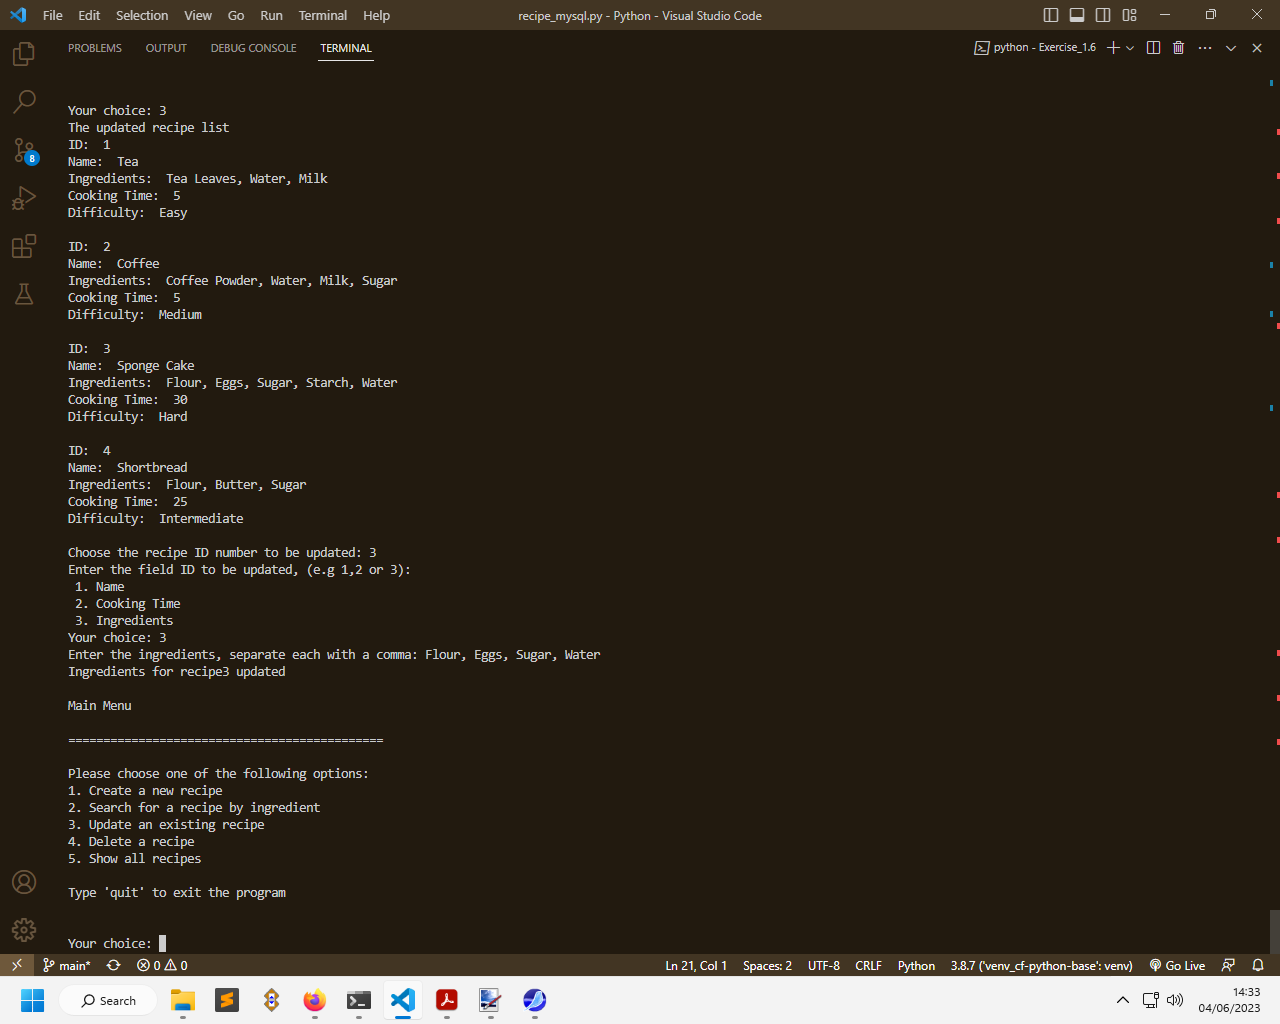 File Edit Selection View Go Run Terminal Help recipe_mysql.py - Python - Visual Studio Code
PROBLEMS OUTPUT DEBUG CONSOLE TERMINAL python - Exercise_1.6
Your choice: 3
The updated recipe list
ID:  1
Name:  Tea
Ingredients:  Tea Leaves, Water, Milk
Cooking Time:  5
Difficulty:  Easy
ID:  2
Name:  Coffee
Ingredients:  Coffee Powder, Water, Milk, Sugar
Cooking Time:  5
Difficulty:  Medium
ID:  3
Name:  Sponge Cake
Ingredients:  Flour, Eggs, Sugar, Starch, Water
Cooking Time:  30
Difficulty:  Hard
ID:  4
Name:  Shortbread
Ingredients:  Flour, Butter, Sugar
Cooking Time:  25
Difficulty:  Intermediate
Choose the recipe ID number to be updated: 3
Enter the field ID to be updated, (e.g 1,2 or 3):
1. Name
2. Cooking Time
3. Ingredients
Your choice: 3
Enter the ingredients, separate each with a comma: Flour, Eggs, Sugar, Water
Ingredients for recipe3 updated
Main Menu
=============================================
Please choose one of the following options:
1. Create a new recipe
2. Search for a recipe by ingredient
3. Update an existing recipe
4. Delete a recipe
5. Show all recipes
Type 'quit' to exit the program
Your choice:
8
main* 0 0 Ln 21, Col 1 Spaces: 2 UTF-8 CRLF Python 3.8.7 ('venv_cf-python-base': venv) Go Live
Search
14:33
04/06/2023